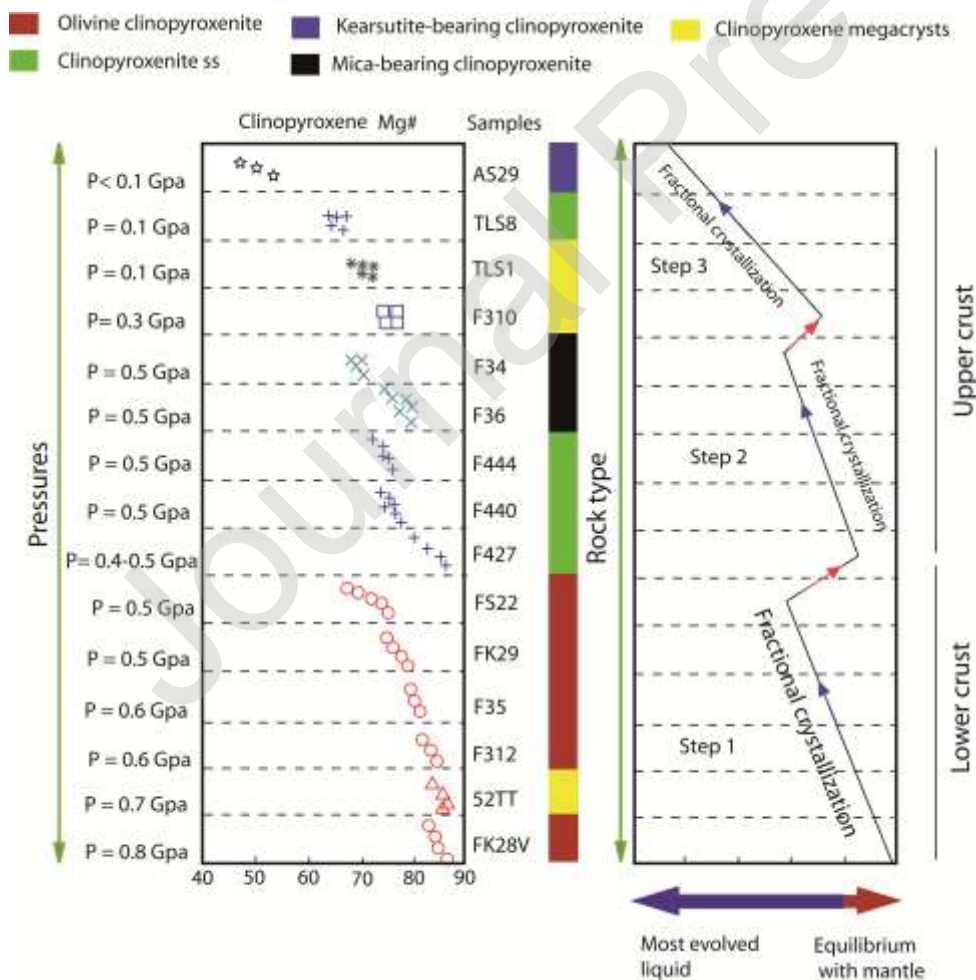 Olivine clinopyroxenite
Kearsutite-bearing clinopyroxenite
Clinopyroxene megacrysts
Clinopyroxenite ss
Mica-bearing clinopyroxenite
Clinopyroxene Mg#
Samples
P< 0.1 Gpa
AS29
P = 0.1 Gpa
TLS8
P = 0.1 Gpa
TLS1
P= 0.3 Gpa
F310
P = 0.5 Gpa
F34
P = 0.5 Gpa
F36
P = 0.5 Gpa
F444
P = 0.5 Gpa
F440
P= 0.4-0.5 Gpa
F427
P = 0.5 Gpa
FS22
P = 0.5 Gpa
FK29
P = 0.6 Gpa
F35
P = 0.6 Gpa
F312
P = 0.7 Gpa
52TT
P = 0.8 Gpa
FK28V
40 50 60 70 80 90
Pressures
Rock type
Step 3
Fractional crystallization
Step 2
Fractional crystallization
Step 1
Fractional crystallization
Upper crust
Lower crust
Most evolved
liquid
Equilibrium
with mantle
Journal Pre